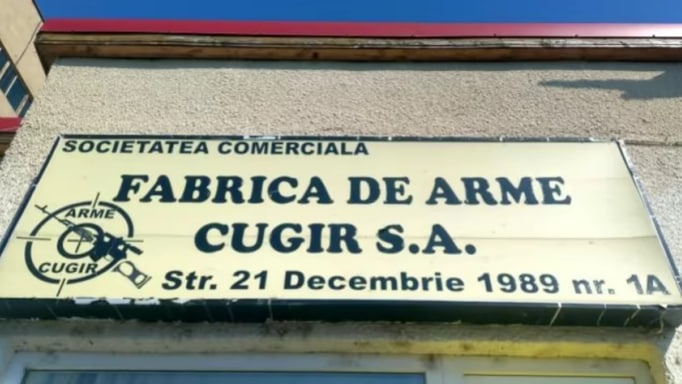 SOCIETATEA COMERCIALA
FABRICA DE ARME
CUGIR S.A.
ARME
CUGIR
Str. 21 Decembrie 1989 nr. 1A